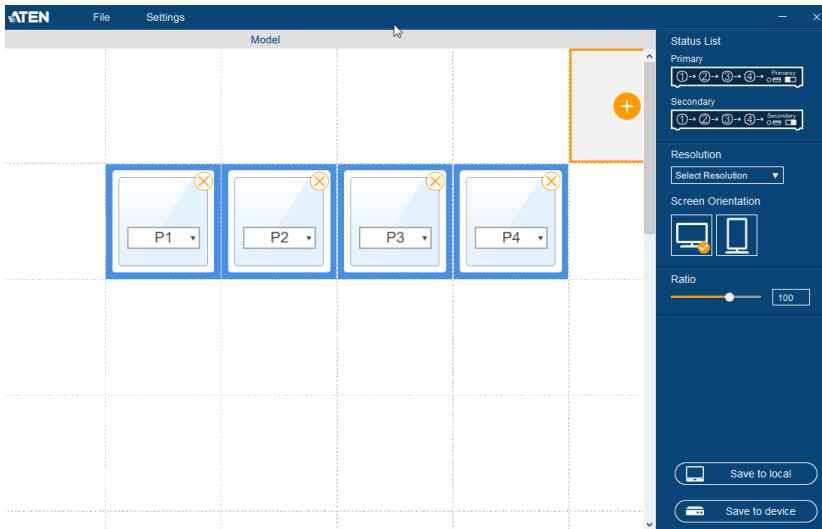 ATEN File Settings
Model
Status List
Primary
1 2 3 4 Primaresy
Secondary
1 2 3 4 Secondary
Resolution
Select Resolution
Screen Orientation
P1 P2 P3 P4
Ratio
100
Save to local
Save to device